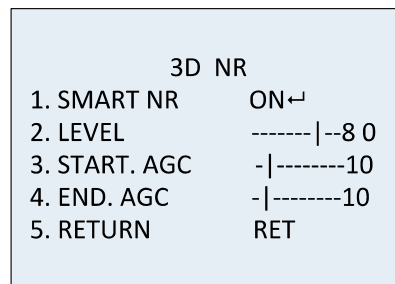 3D NR
1. SMART NR ON↵
2. LEVEL -------|--8 0
3. START. AGC -|--------10
4. END. AGC -|--------10
5. RETURN RET